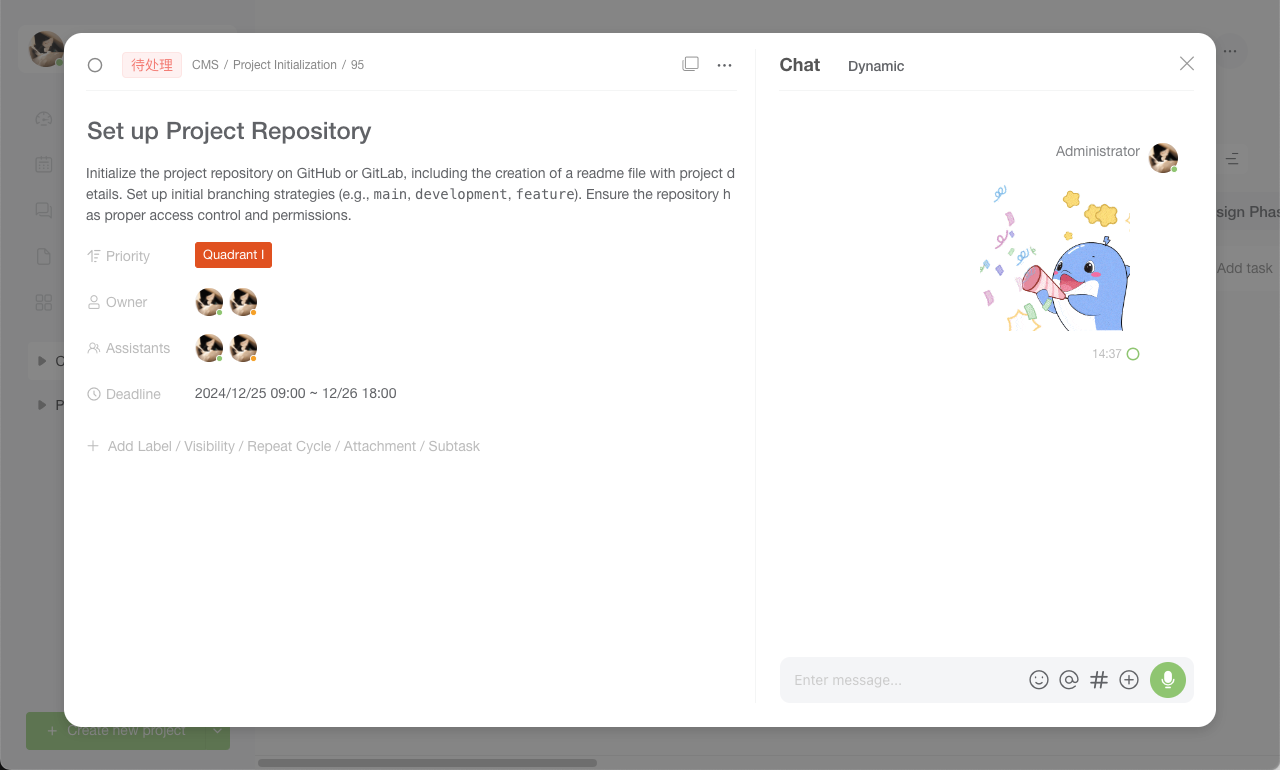 待处理 CMS / Project Initialization / 95
Chat Dynamic
Set up Project Repository
Initialize the project repository on GitHub or GitLab, including the creation of a readme file with project d
etails. Set up initial branching strategies (e.g., main, development, feature). Ensure the repository h
as proper access control and permissions.
Priority Quadrant I
Owner
Assistants
Deadline 2024/12/25 09:00 ~ 12/26 18:00
Add Label / Visibility / Repeat Cycle / Attachment / Subtask
Administrator
14:37
Enter message...
sign Phas
Add task
C
P
Create new project